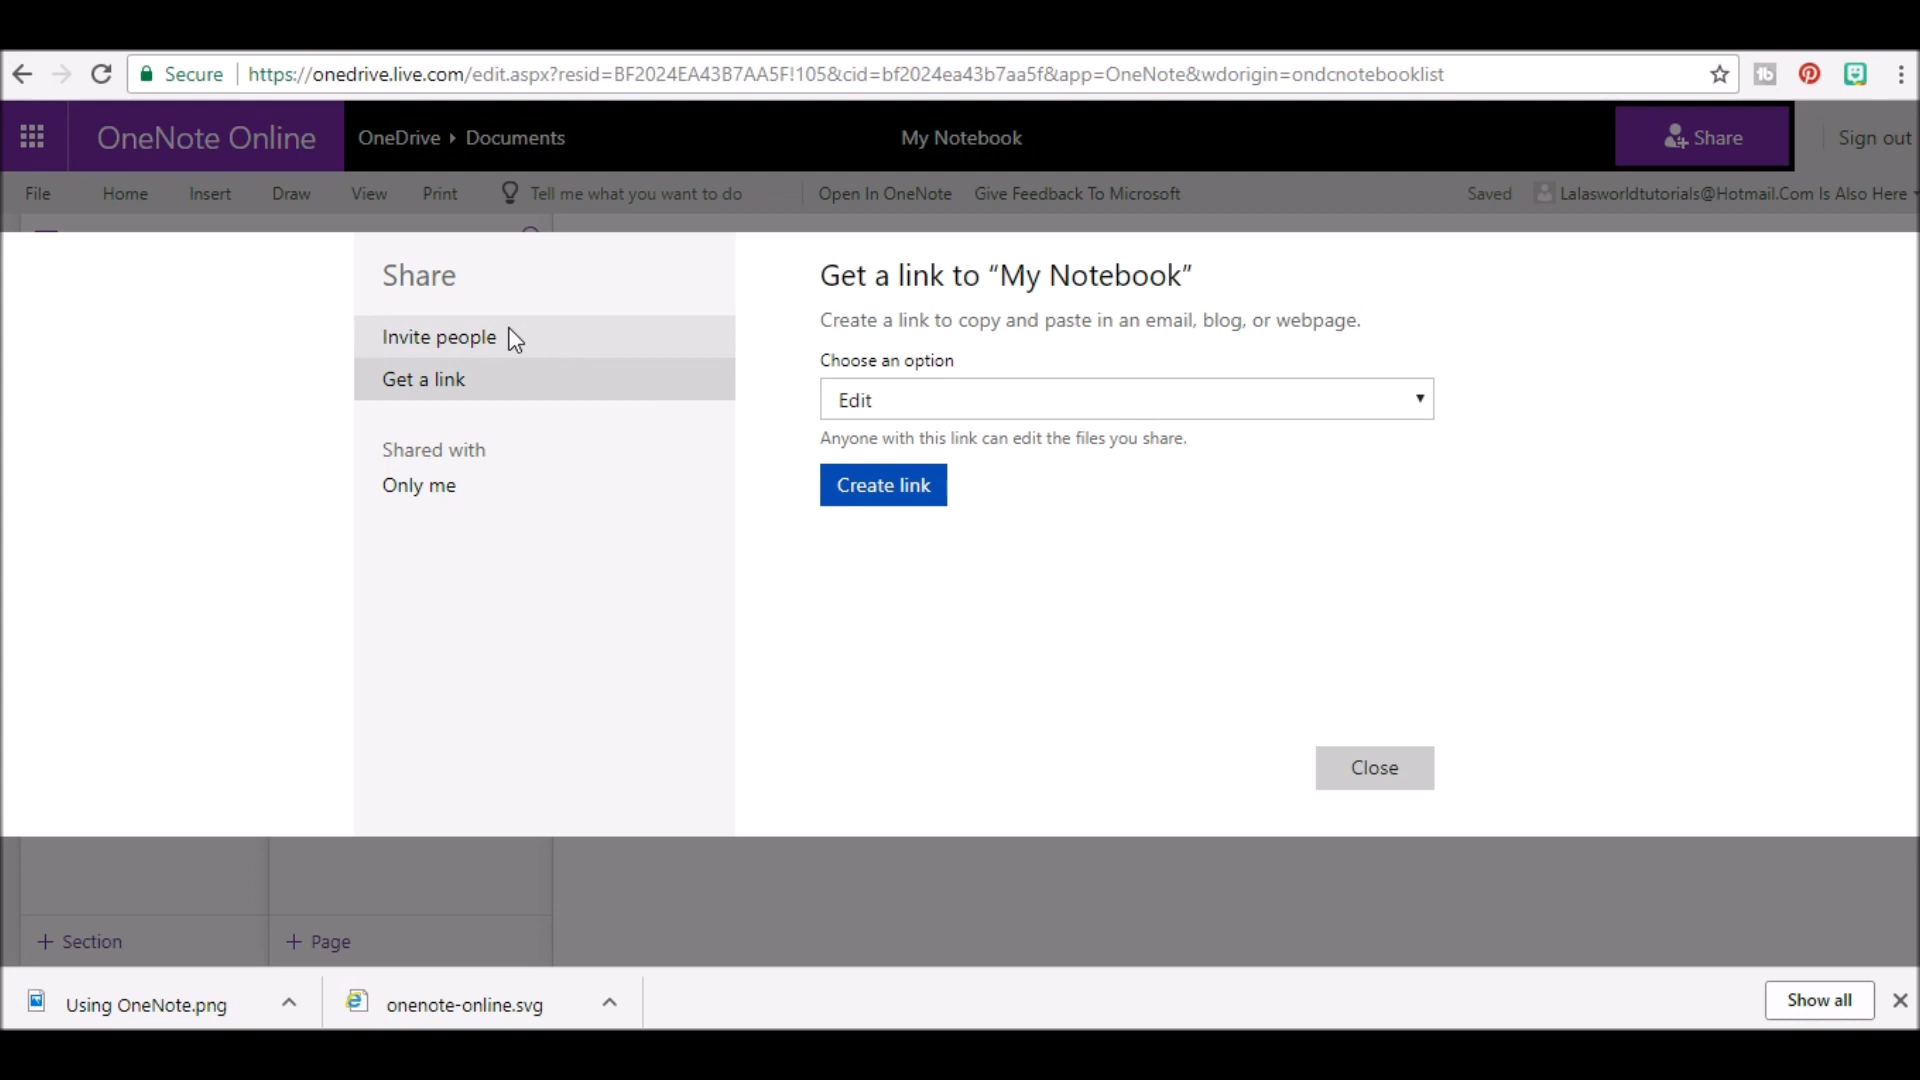 Secure https://onedrive.live.com/edit.aspx?resid=BF2024EA43B7AA5F!105&cid=bf2024ea43b7aa5f&app=OneNote&wdorigin=ondcnotebooklist
OneNote Online OneDrive Documents My Notebook Share Sign out
File Home Insert Draw View Print Tell me what you want to do Open In OneNote Give Feedback To Microsoft Saved Lalasworldtutorials@Hotmail.Com Is Also Here
Share
Invite people
Get a link
Shared with
Only me
Get a link to “My Notebook”
Create a link to copy and paste in an email, blog, or webpage.
Choose an option
Edit
Anyone with this link can edit the files you share.
Create link
Close
+ Section + Page
Using OneNote.png onenote-online.svg Show all